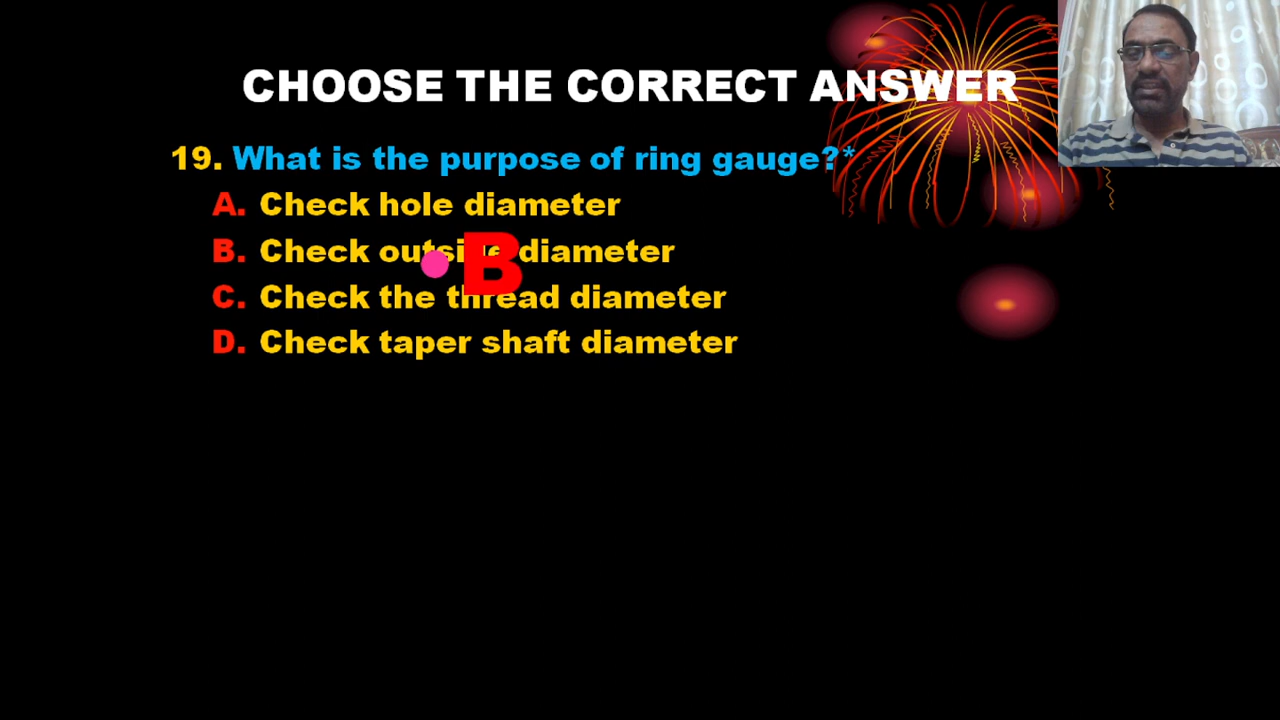 CHOOSE THE CORRECT ANSWER
19. What is the purpose of ring gauge?*
A. Check hole diameter
B. Check outside diameter
B
C. Check the thread diameter
D. Check taper shaft diameter